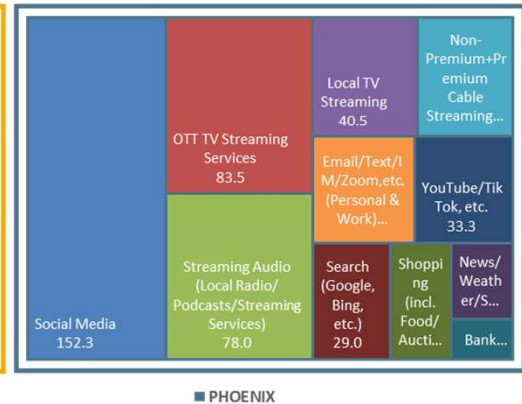 Social Media
152.3
OTT TV Streaming
Services
83.5
Streaming Audio
(Local Radio/
Podcasts/Streaming
Services)
78.0
Local TV
Streaming
40.5
Non-
Premium+Pr
emium
Cable
Streaming...
Email/Text/I
M/Zoom,etc.
(Personal &
Work)...
YouTube/Tik
Tok, etc.
33.3
Search
(Google,
Bing,
etc.)
29.0
Shoppi
ng
(incl.
Food/
Aucti...
News/
Weath
er/S...
Bank...
PHOENIX